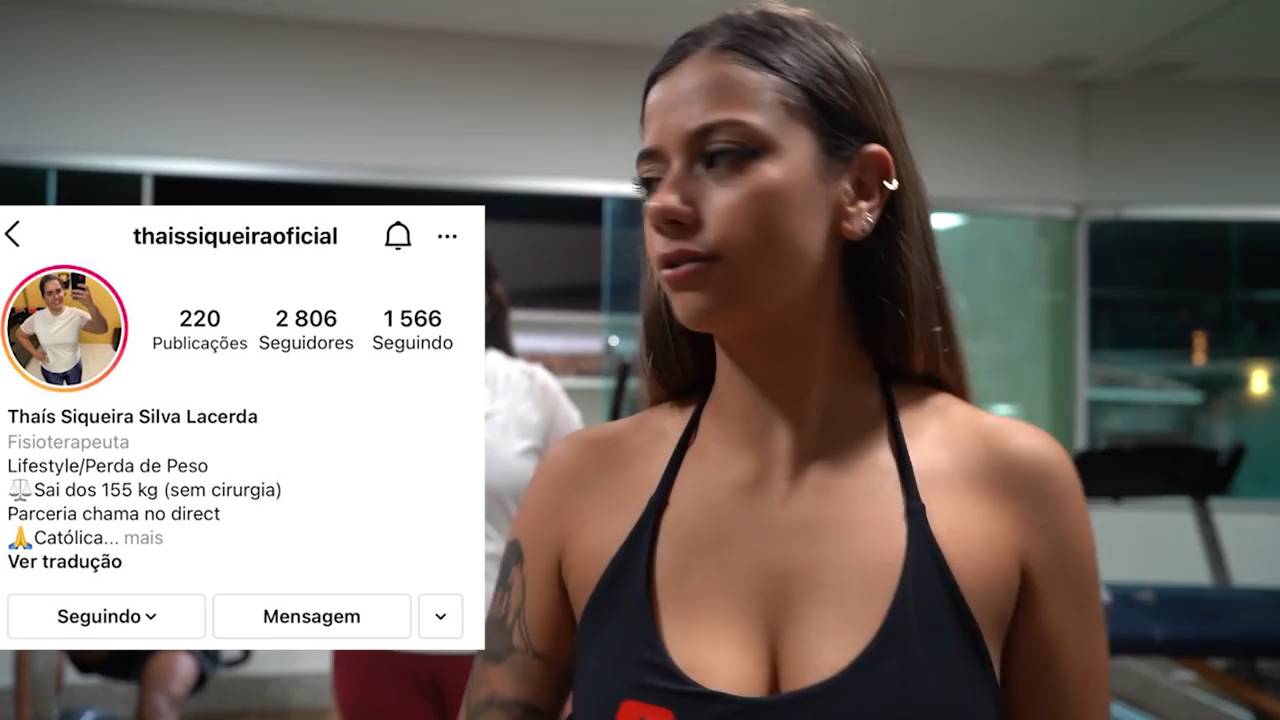 thaissiqueiraoficial
220 2 806 1 566
Publicações Seguidores Seguindo
Thaís Siqueira Silva Lacerda
Fisioterapeuta
Lifestyle/Perda de Peso
⚖️Sai dos 155 kg (sem cirurgia)
Parceria chama no direct
🙏Católica... mais
Ver tradução
Seguindo Mensagem